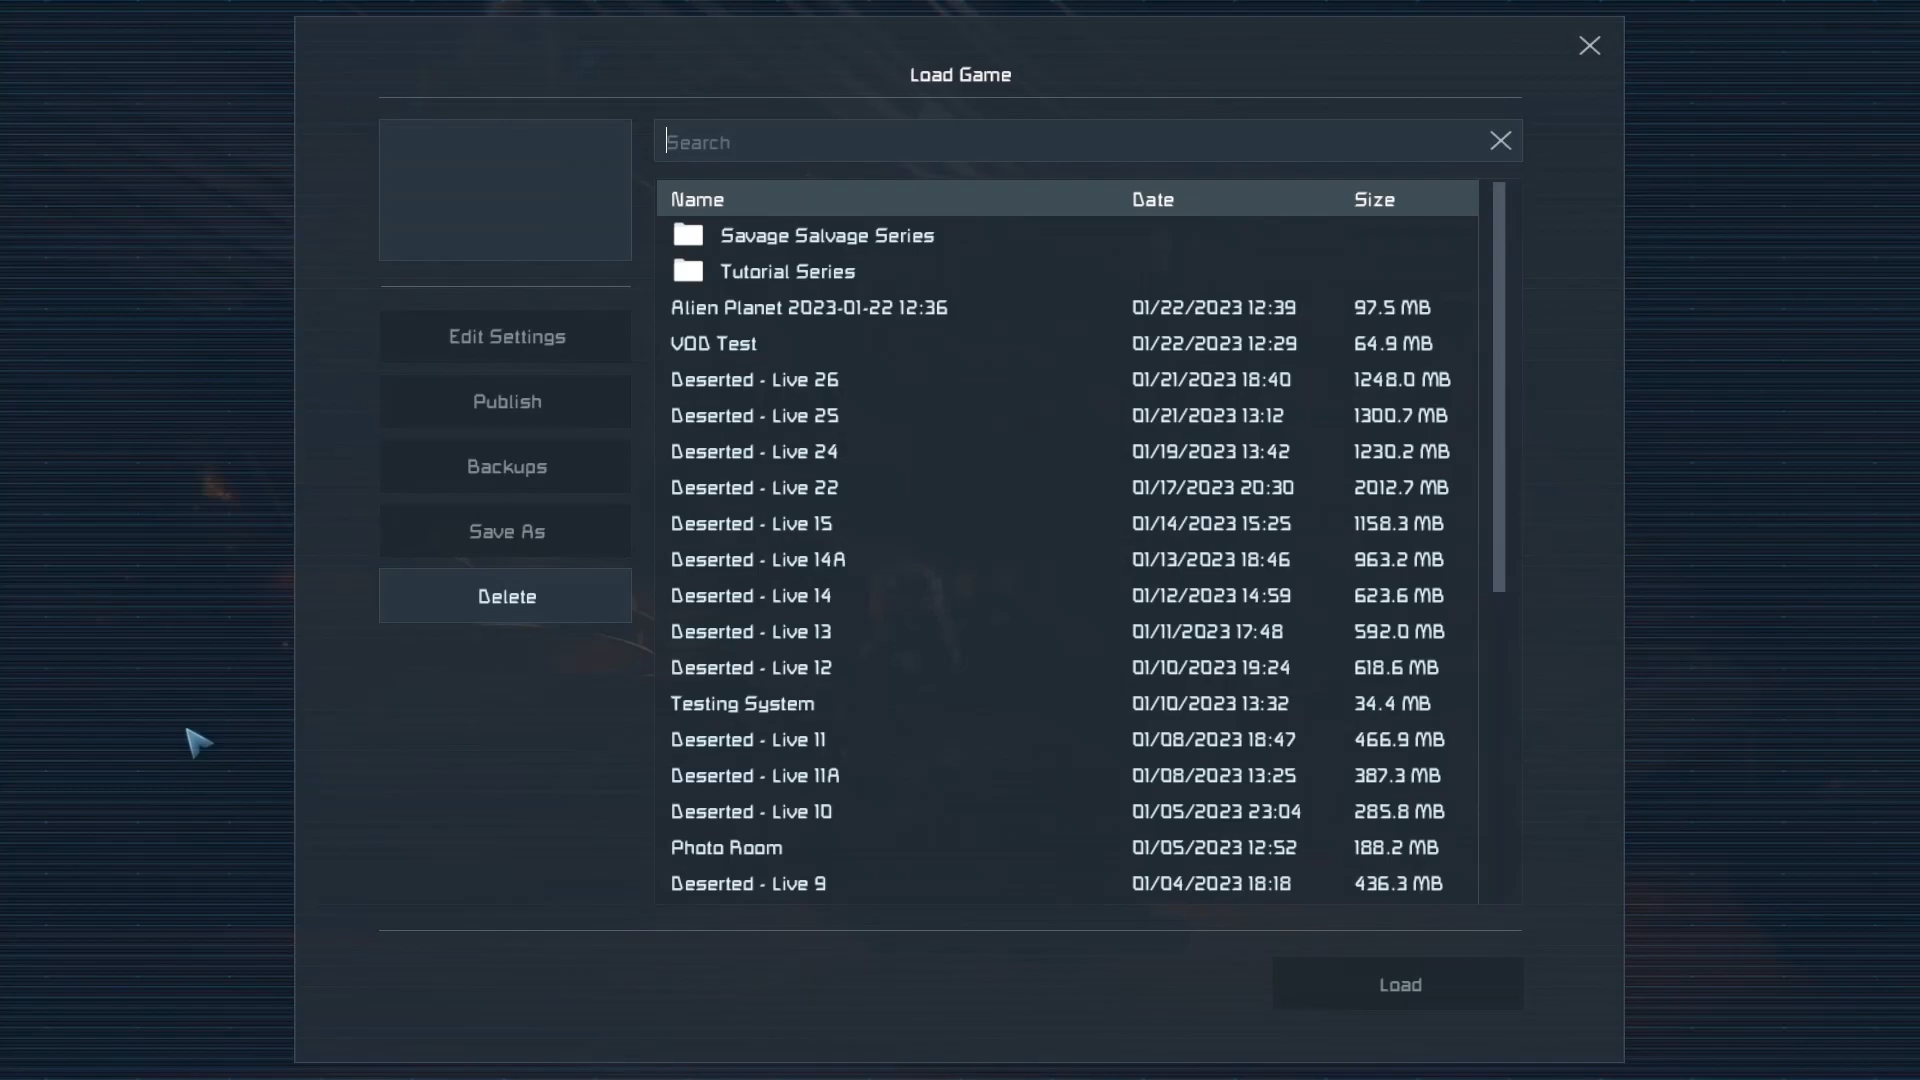 Load Game
Search
Name Date Size
Savage Salvage Series
Tutorial Series
Alien Planet 2023-01-22 12:36 01/22/2023 12:39 97.5 MB
VOD Test 01/22/2023 12:29 64.9 MB
Deserted - Live 26 01/21/2023 18:40 1248.0 MB
Deserted - Live 25 01/21/2023 13:12 1300.7 MB
Deserted - Live 24 01/19/2023 13:42 1230.2 MB
Deserted - Live 22 01/17/2023 20:30 2012.7 MB
Deserted - Live 15 01/14/2023 15:25 1158.3 MB
Deserted - Live 14A 01/13/2023 18:46 963.2 MB
Deserted - Live 14 01/12/2023 14:59 623.6 MB
Deserted - Live 13 01/11/2023 17:48 592.0 MB
Deserted - Live 12 01/10/2023 19:24 618.6 MB
Testing System 01/10/2023 13:32 34.4 MB
Deserted - Live 11 01/08/2023 18:47 466.9 MB
Deserted - Live 11A 01/08/2023 13:25 387.3 MB
Deserted - Live 10 01/05/2023 23:04 285.8 MB
Photo Room 01/05/2023 12:52 188.2 MB
Deserted - Live 9 01/04/2023 18:18 436.3 MB
Edit Settings
Publish
Backups
Save As
Delete
Load